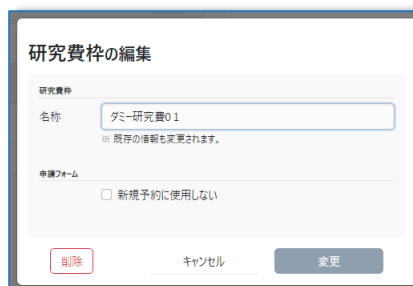 研究費枠の編集
研究費枠
名称
ダミー研究費01
※ 既存の情報も変更されます。
申請フォーム
新規予約に使用しない
削除
キャンセル
変更